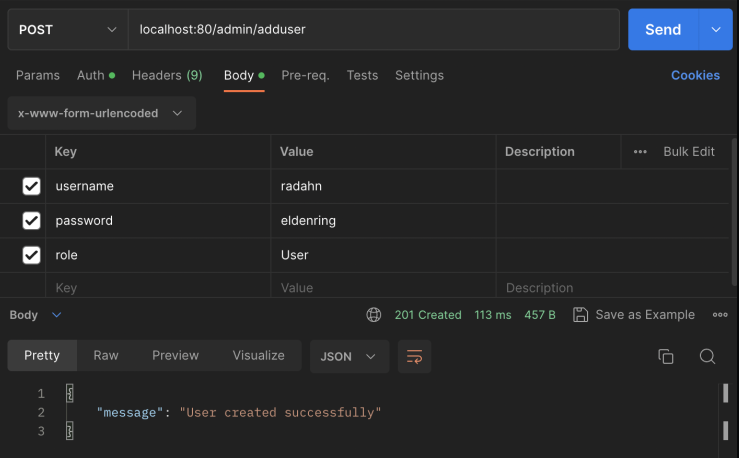 POST localhost:80/admin/adduser Send
Params Auth Headers (9) Body Pre-req. Tests Settings Cookies
x-www-form-urlencoded
Key Value Description ••• Bulk Edit
username radahn
password eldenring
role User
Key Value Description
Body 201 Created 113 ms 457 B Save as Example
Pretty Raw Preview Visualize JSON
1 {
2 "message": "User created successfully"
3 }